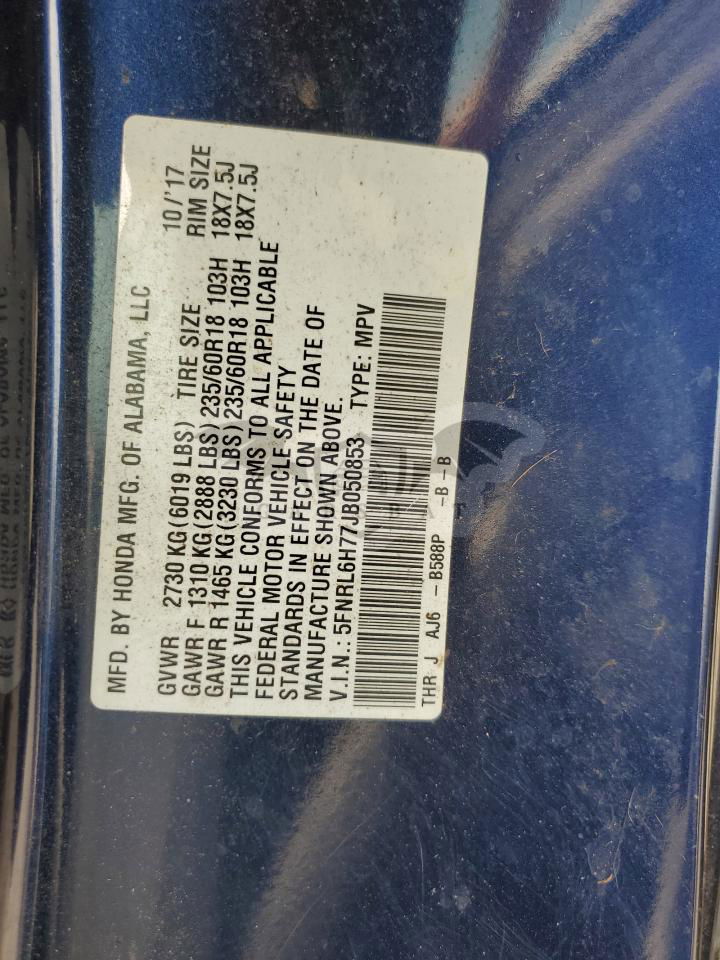 MFD. BY HONDA MFG. OF ALABAMA, LLC 10/'17
GVWR 2730 KG(6019 LBS) TIRE SIZE RIM SIZE
GAWR F 1310 KG(2888 LBS) 235/60R18 103H 18X7.5J
GAWR R 1465 KG(3230 LBS) 235/60R18 103H 18X7.5J
THIS VEHICLE CONFORMS TO ALL APPLICABLE
FEDERAL MOTOR VEHICLE SAFETY
STANDARDS IN EFFECT ON THE DATE OF
MANUFACTURE SHOWN ABOVE.
V.I.N.: 5FNRL6H77JB050853 TYPE: MPV
THR J AJ6 -B588P -B-B